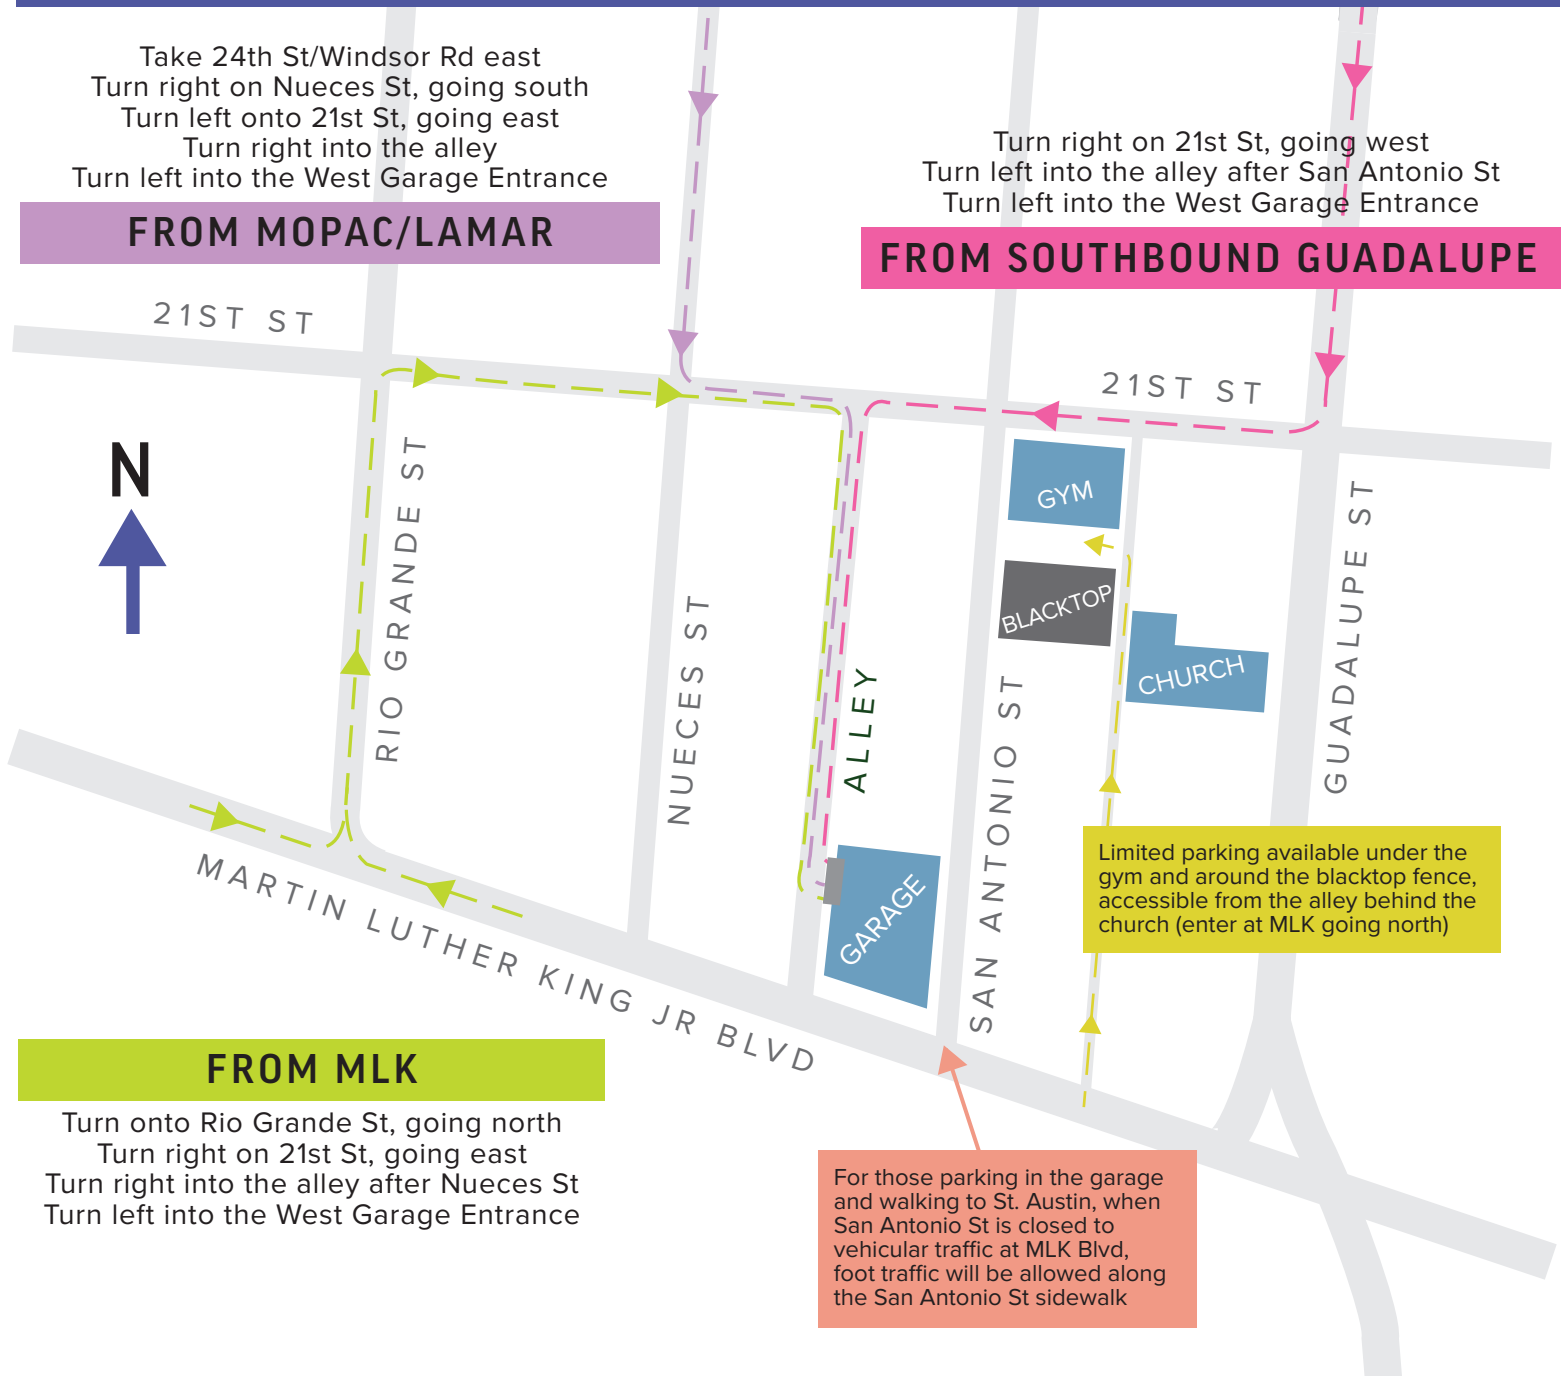 Take 24th St/Windsor Rd east
Turn right on Nueces St, going south
Turn left onto 21st St, going east
Turn right into the alley
Turn left into the West Garage Entrance
FROM MOPAC/LAMAR
Turn right on 21st St, going west
Turn left into the alley after San Antonio St
Turn left into the West Garage Entrance
FROM SOUTHBOUND GUADALUPE
21ST ST
21ST ST
N
RIO GRANDE ST
NUECES ST
ALLEY
SAN ANTONIO ST
GUADALUPE ST
GYM
BLACKTOP
CHURCH
GARAGE
MARTIN LUTHER KING JR BLVD
Limited parking available under the
gym and around the blacktop fence,
accessible from the alley behind the
church (enter at MLK going north)
FROM MLK
Turn onto Rio Grande St, going north
Turn right on 21st St, going east
Turn right into the alley after Nueces St
Turn left into the West Garage Entrance
For those parking in the garage
and walking to St. Austin, when
San Antonio St is closed to
vehicular traffic at MLK Blvd,
foot traffic will be allowed along
the San Antonio St sidewalk